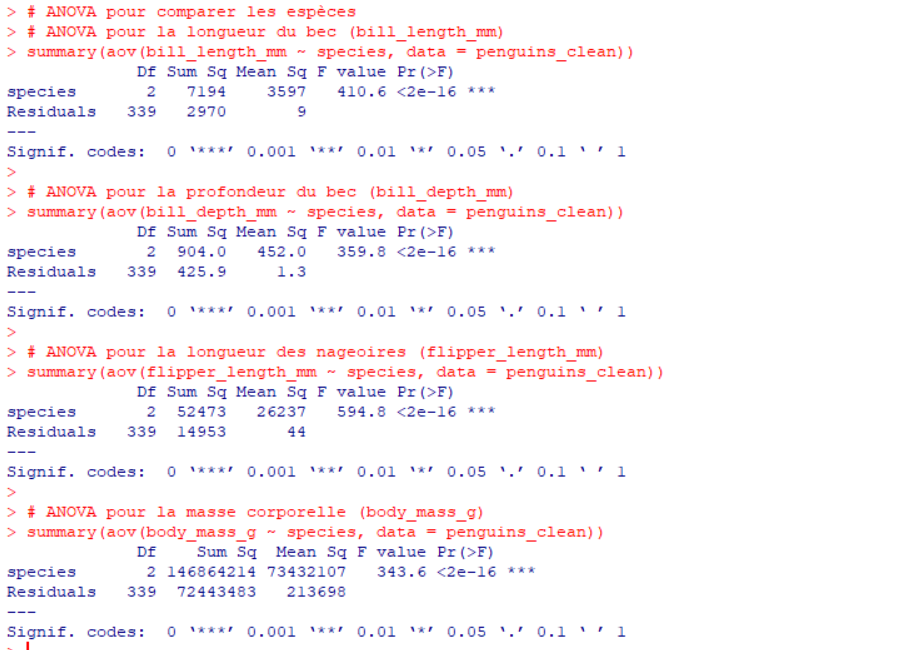 > # ANOVA pour comparer les espèces
> # ANOVA pour la longueur du bec (bill_length_mm)
> summary(aov(bill_length_mm ~ species, data = penguins_clean))
             Df Sum Sq Mean Sq F value Pr(>F)
species       2   7194    3597   410.6 <2e-16 ***
Residuals   339   2970       9
---
Signif. codes:  0 ‘***’ 0.001 ‘**’ 0.01 ‘*’ 0.05 ‘.’ 0.1 ‘ ’ 1
>
> # ANOVA pour la profondeur du bec (bill_depth_mm)
> summary(aov(bill_depth_mm ~ species, data = penguins_clean))
             Df Sum Sq Mean Sq F value Pr(>F)
species       2  904.0   452.0   359.8 <2e-16 ***
Residuals   339  425.9     1.3
---
Signif. codes:  0 ‘***’ 0.001 ‘**’ 0.01 ‘*’ 0.05 ‘.’ 0.1 ‘ ’ 1
>
> # ANOVA pour la longueur des nageoires (flipper_length_mm)
> summary(aov(flipper_length_mm ~ species, data = penguins_clean))
             Df Sum Sq Mean Sq F value Pr(>F)
species       2  52473   26237   594.8 <2e-16 ***
Residuals   339  14953      44
---
Signif. codes:  0 ‘***’ 0.001 ‘**’ 0.01 ‘*’ 0.05 ‘.’ 0.1 ‘ ’ 1
>
> # ANOVA pour la masse corporelle (body_mass_g)
> summary(aov(body_mass_g ~ species, data = penguins_clean))
             Df    Sum Sq  Mean Sq F value Pr(>F)
species       2 146864214 73432107   343.6 <2e-16 ***
Residuals   339  72443483   213698
---
Signif. codes:  0 ‘***’ 0.001 ‘**’ 0.01 ‘*’ 0.05 ‘.’ 0.1 ‘ ’ 1
>